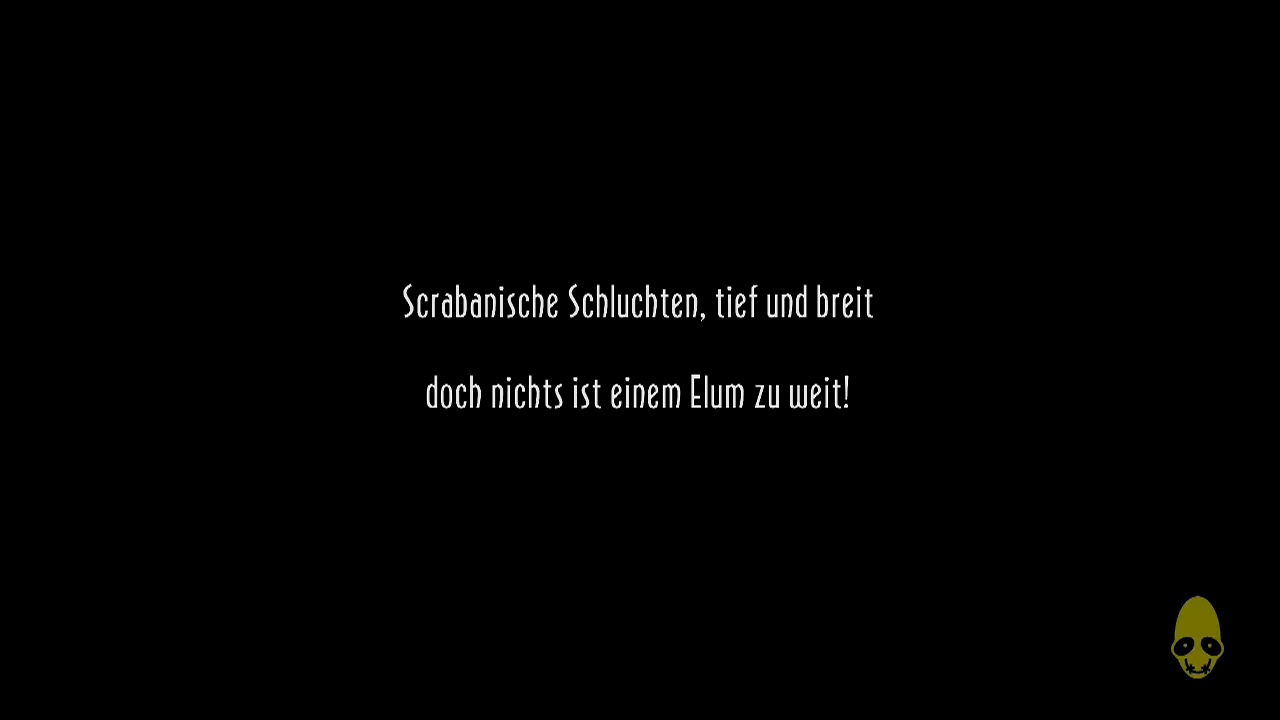 Scrabanische Schluchten, tief und breit
doch nichts ist einem Elum zu weit!